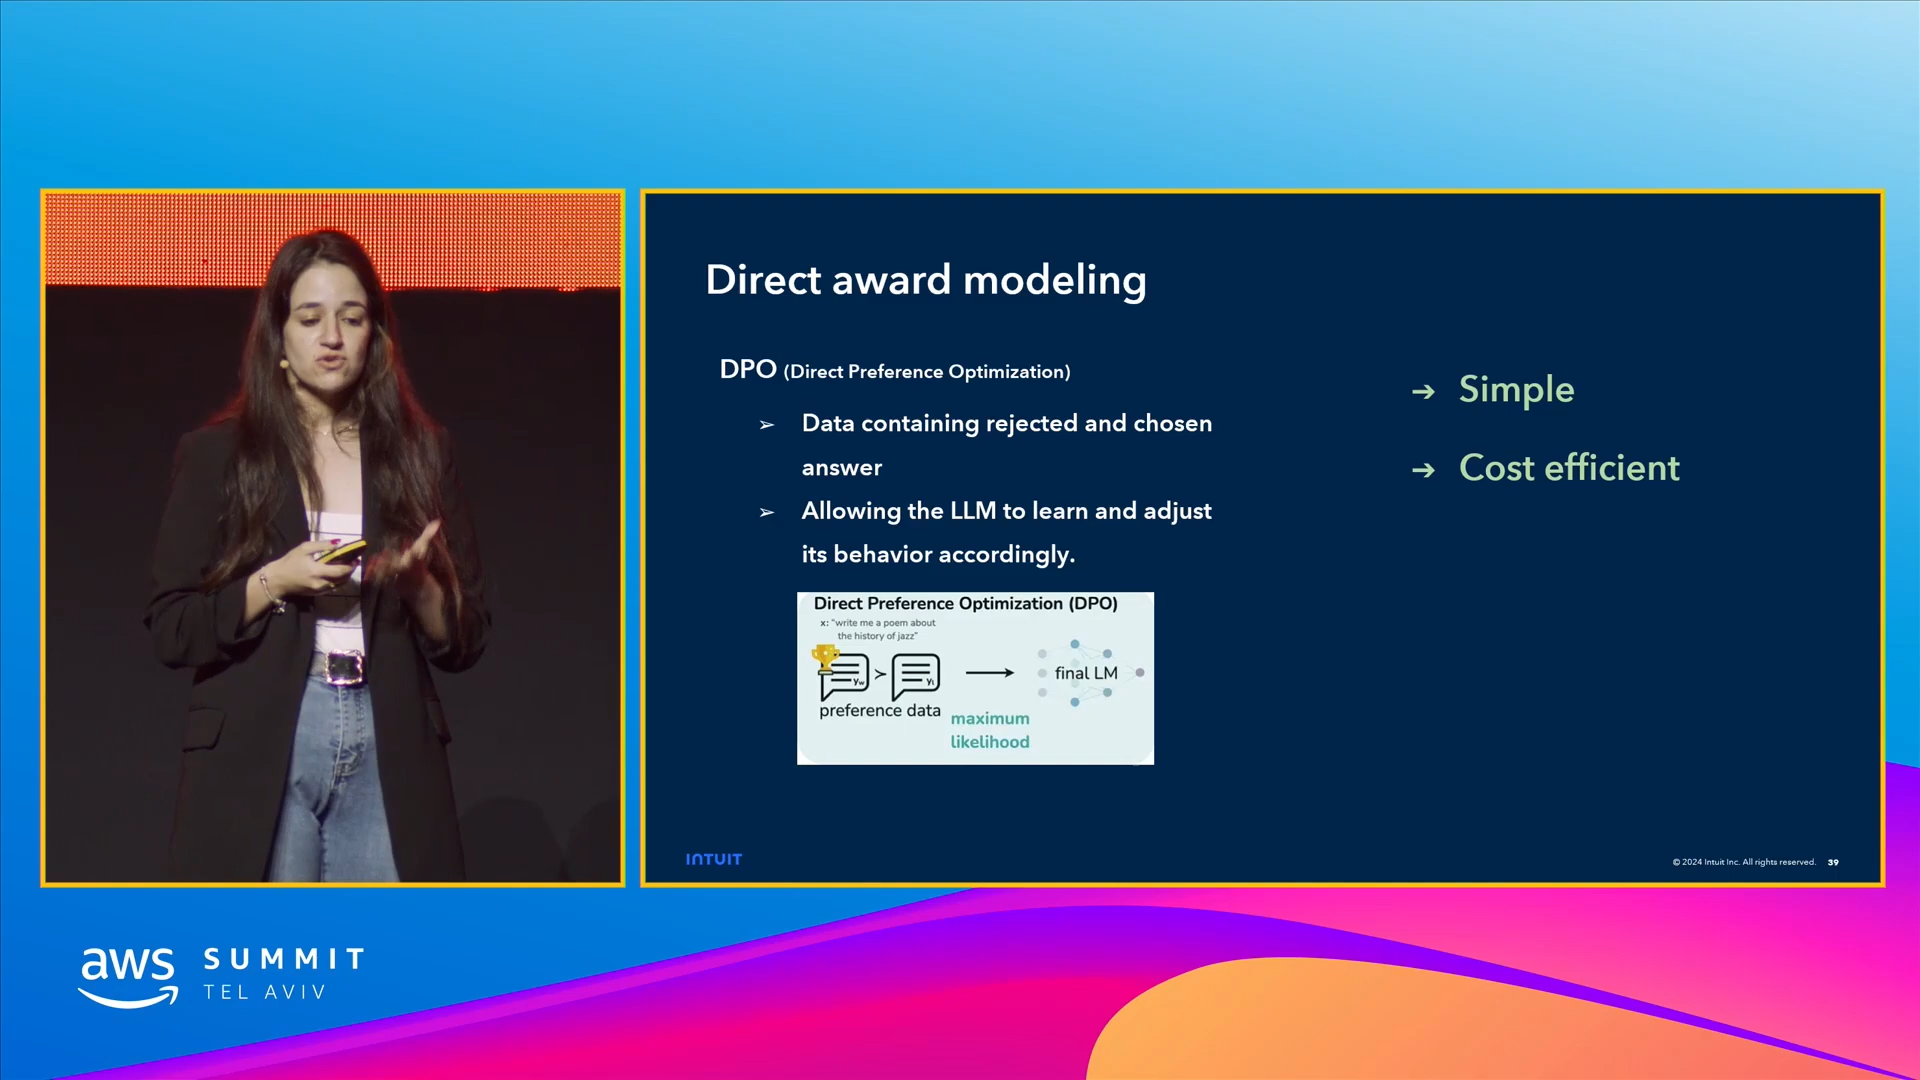 Direct award modeling
DPO (Direct Preference Optimization)
➢ Data containing rejected and chosen
answer
➢ Allowing the LLM to learn and adjust
its behavior accordingly.
→ Simple
→ Cost efficient
Direct Preference Optimization (DPO)
x: “write me a poem about
the history of jazz”
yw > yl
final LM
preference data
maximum
likelihood
INTUIT
© 2024 Intuit Inc. All rights reserved. 39
aws SUMMIT
TEL AVIV